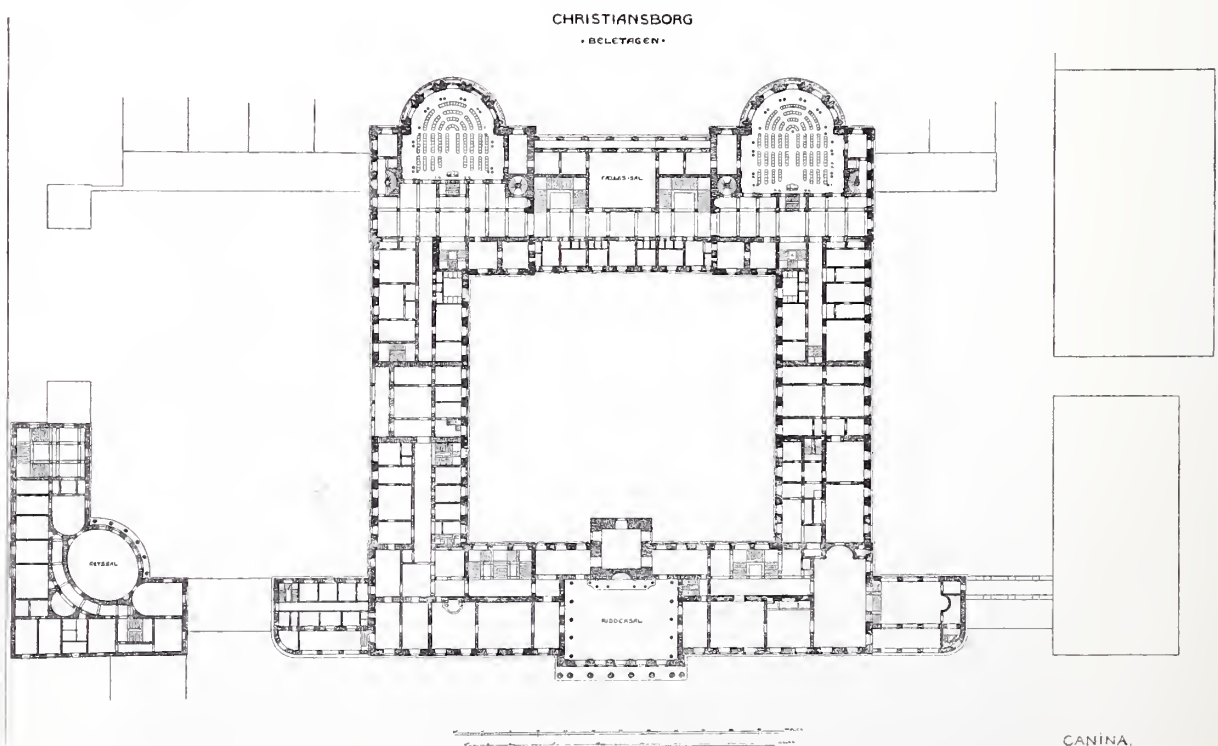 CHRISTIANSBORG
• BELETAGEN •
FÆLLES-SAL
RETSSAL
RIDDERSAL
CANINA.